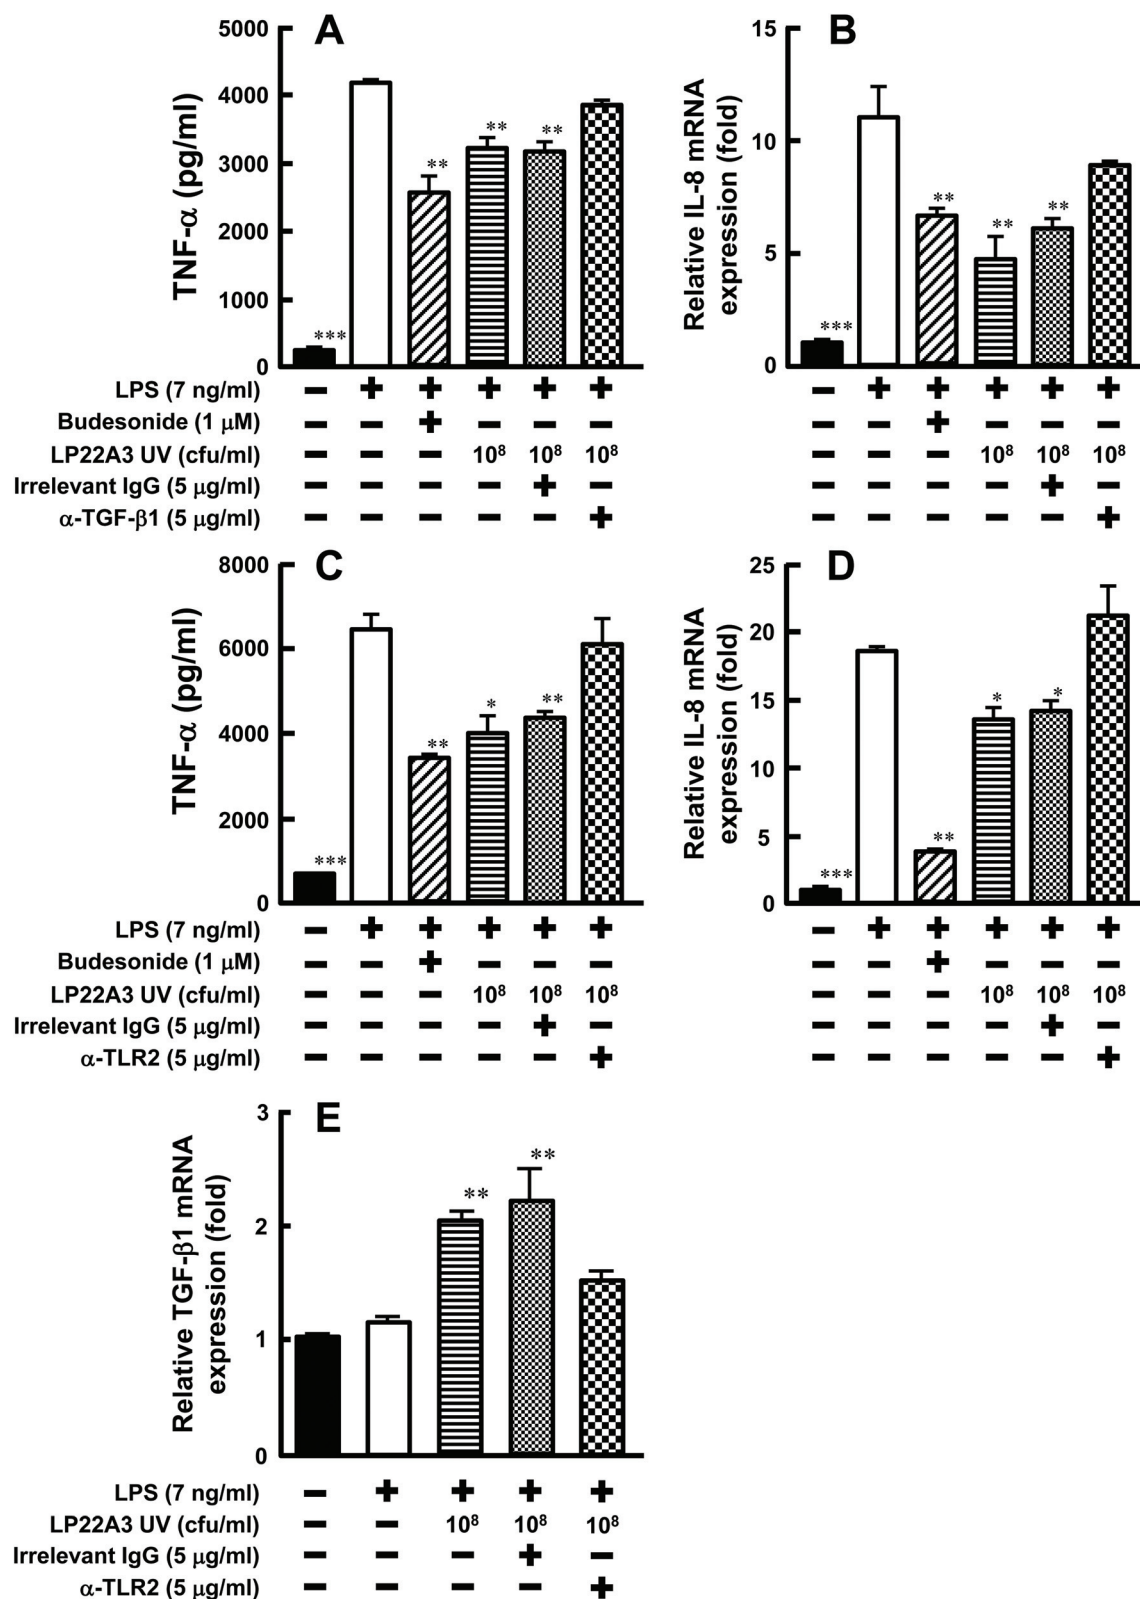 A
TNF-α (pg/ml)
5000
4000
3000
2000
1000
0
***
**
**
**
LPS (7 ng/ml) − + + + + +
Budesonide (1 μM) − − + − − −
LP22A3 UV (cfu/ml) − − − 10⁸ 10⁸ 10⁸
Irrelevant IgG (5 μg/ml) − − − − + −
α-TGF-β1 (5 μg/ml) − − − − − +
B
Relative IL-8 mRNA
expression (fold)
15
10
5
0
***
**
**
**
− + + + + +
− − + − − −
− − − 10⁸ 10⁸ 10⁸
− − − − + −
− − − − − +
C
TNF-α (pg/ml)
8000
6000
4000
2000
0
***
**
*
**
LPS (7 ng/ml) − + + + + +
Budesonide (1 μM) − − + − − −
LP22A3 UV (cfu/ml) − − − 10⁸ 10⁸ 10⁸
Irrelevant IgG (5 μg/ml) − − − − + −
α-TLR2 (5 μg/ml) − − − − − +
D
Relative IL-8 mRNA
expression (fold)
25
20
15
10
5
0
***
**
*
*
− + + + + +
− − + − − −
− − − 10⁸ 10⁸ 10⁸
− − − − + −
− − − − − +
E
Relative TGF-β1 mRNA
expression (fold)
3
2
1
0
**
**
LPS (7 ng/ml) − + + + +
LP22A3 UV (cfu/ml) − − 10⁸ 10⁸ 10⁸
Irrelevant IgG (5 μg/ml) − − − + −
α-TLR2 (5 μg/ml) − − − − +